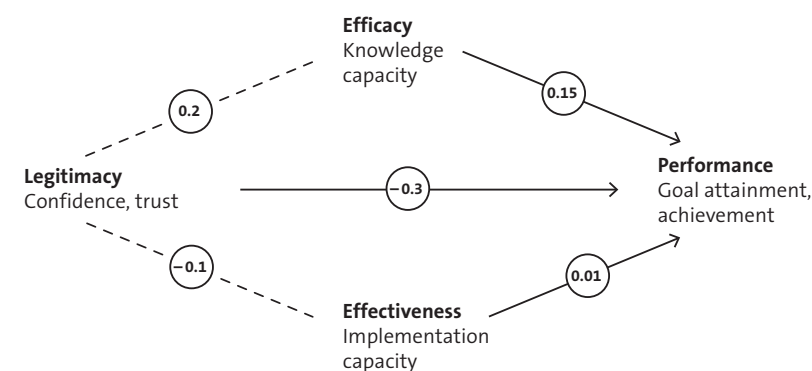 Efficacy
Knowledge
capacity
0.2
0.15
Legitimacy
Confidence, trust
–0.3
Performance
Goal attainment,
achievement
–0.1
0.01
Effectiveness
Implementation
capacity